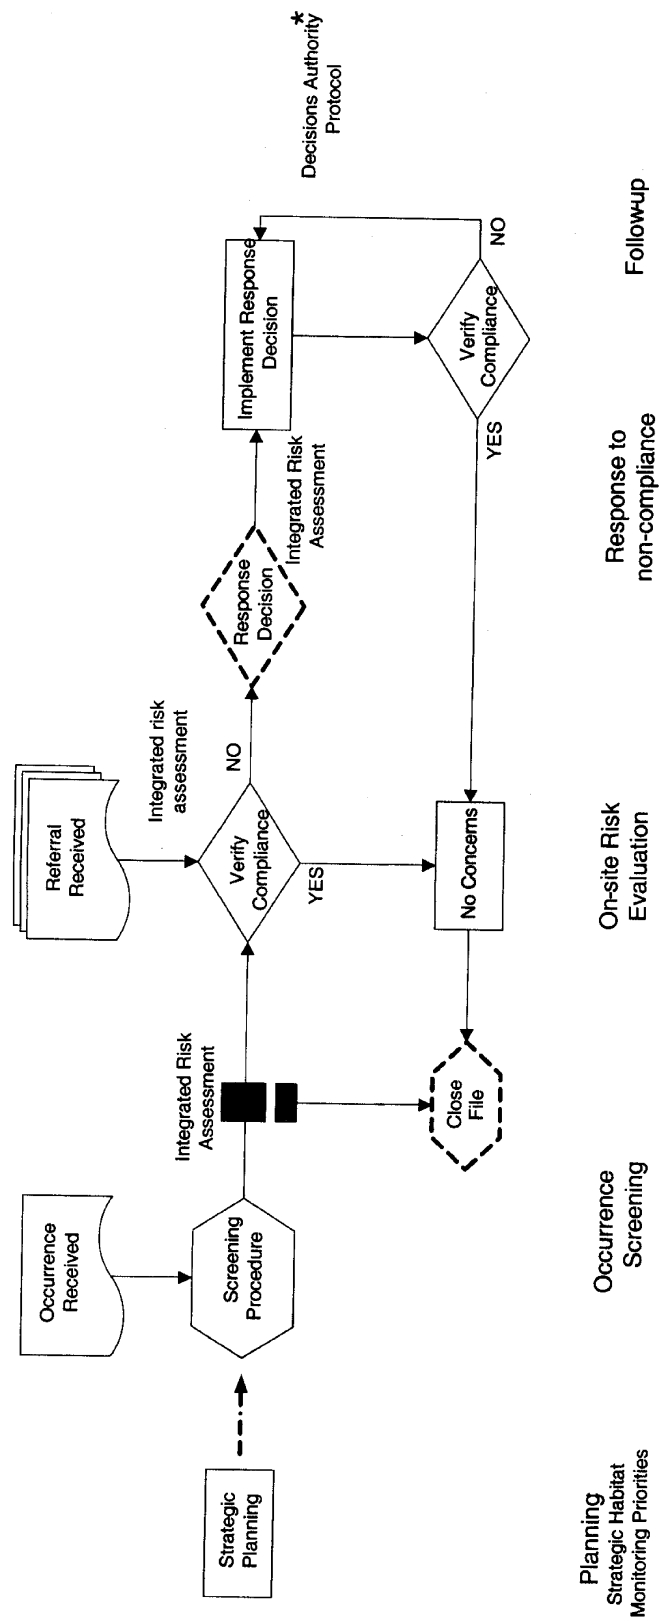 Decisions Authority*
Protocol
Occurrence
Received
Referral
Received
Strategic
Planning
Screening
Procedure
Integrated Risk
Assessment
Verify
Compliance
NO
YES
Integrated risk
assessment
Response
Decision
Integrated Risk
Assessment
Implement Response
Decision
Verify
Compliance
NO
YES
No Concerns
Close
File
Planning
Strategic Habitat
Monitoring Priorities
Occurrence
Screening
On-site Risk
Evaluation
Response to
non-compliance
Follow-up